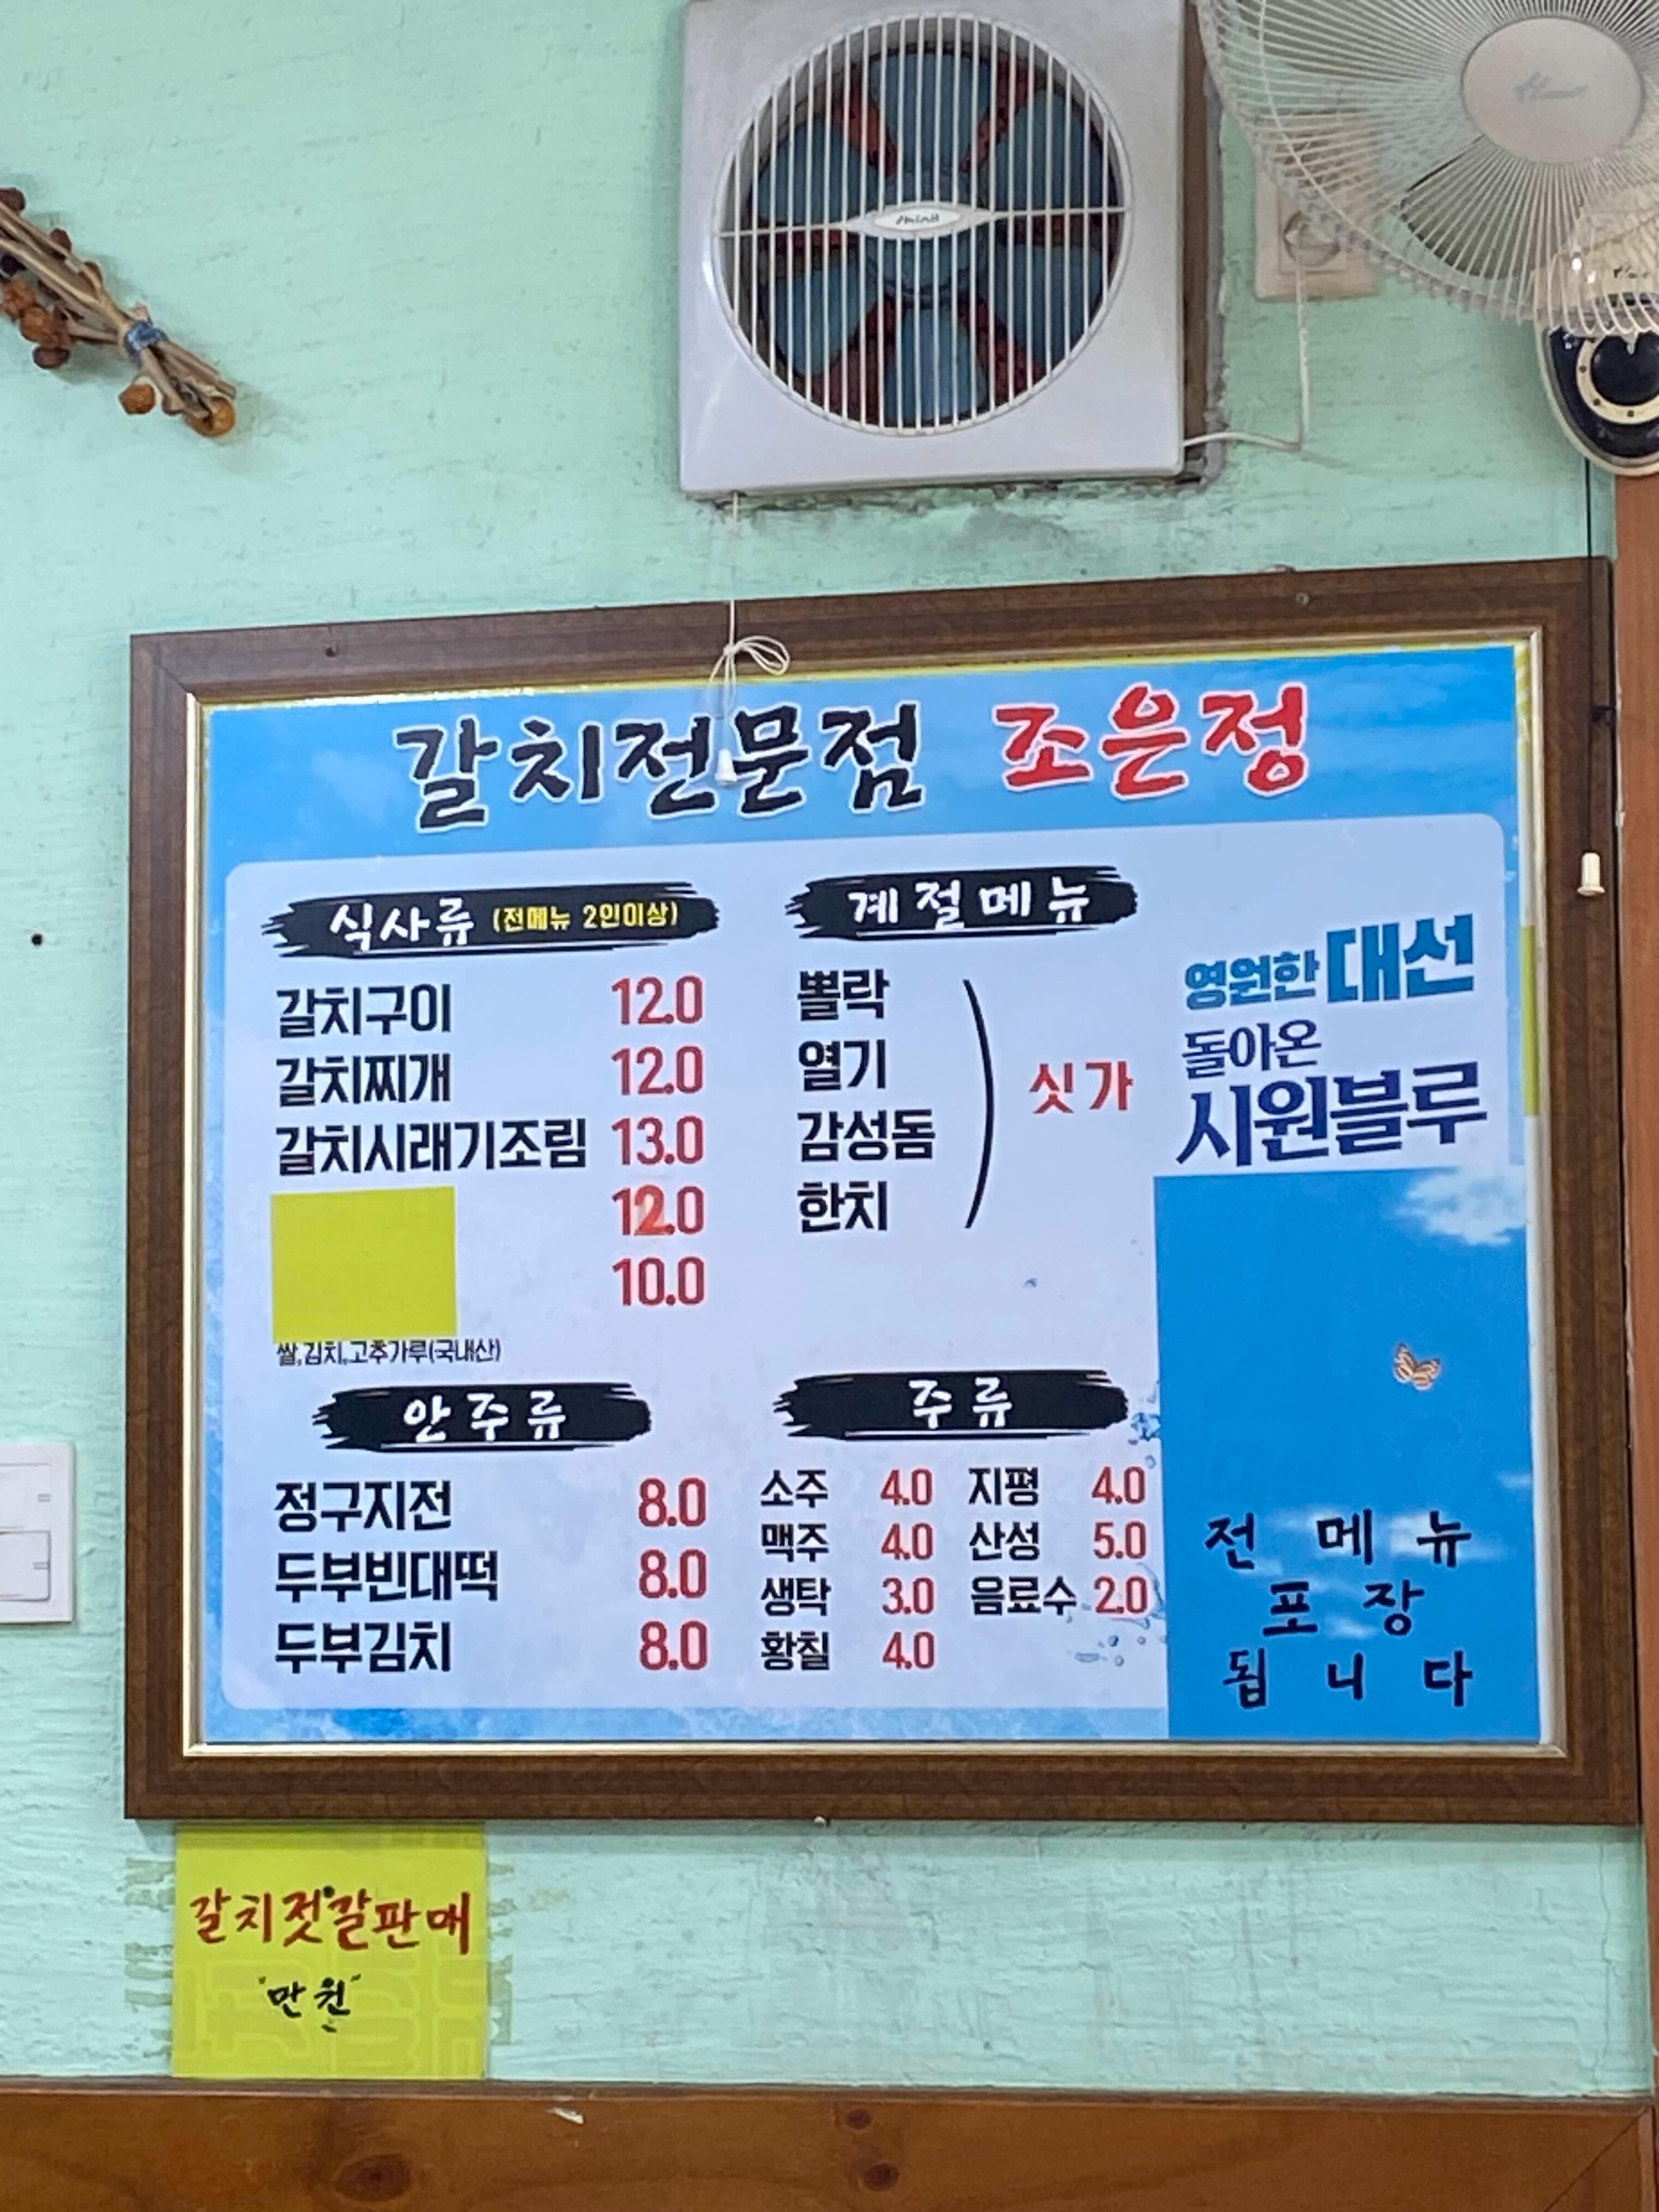 갈치전문점 조은정
식사류 (전메뉴 2인이상)
갈치구이 12.0
갈치찌개 12.0
갈치시래기조림 13.0
12.0
10.0
쌀,김치,고추가루(국내산)
계절메뉴
뽈락
열기
감성돔
한치
싯가
영원한 대선
돌아온
시원블루
안주류
정구지전 8.0
두부빈대떡 8.0
두부김치 8.0
주류
소주 4.0 지평 4.0
맥주 4.0 산성 5.0
생탁 3.0 음료수 2.0
황칠 4.0
전 메 뉴
포 장
됩 니 다
갈치젓갈판매
"만원"